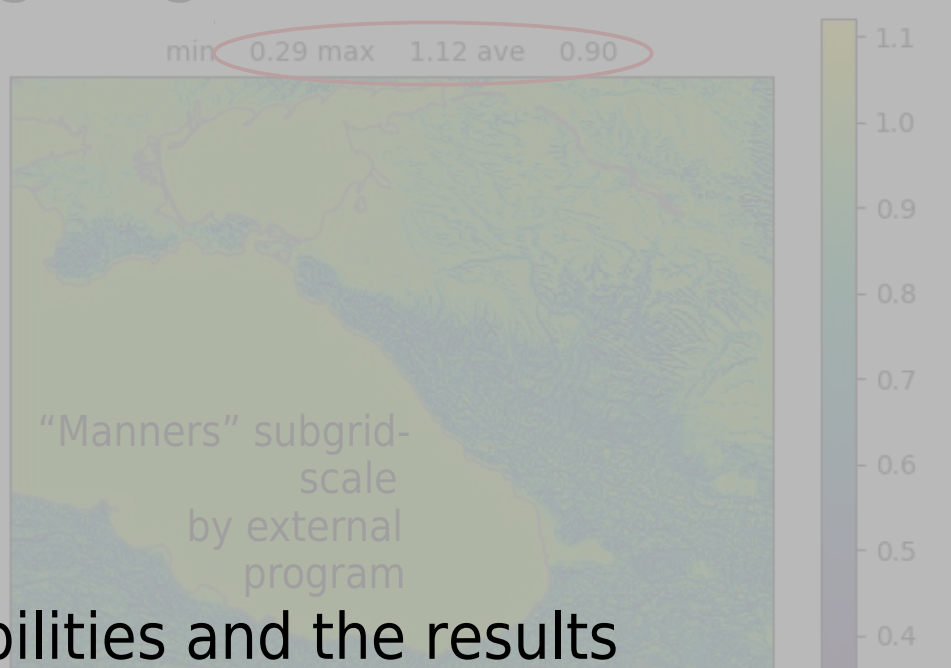 min 0.29 max 1.12 ave 0.90
1.1
1.0
0.9
0.8
0.7
0.6
0.5
0.4
“Manners” subgrid-
scale
by external
program
and the results